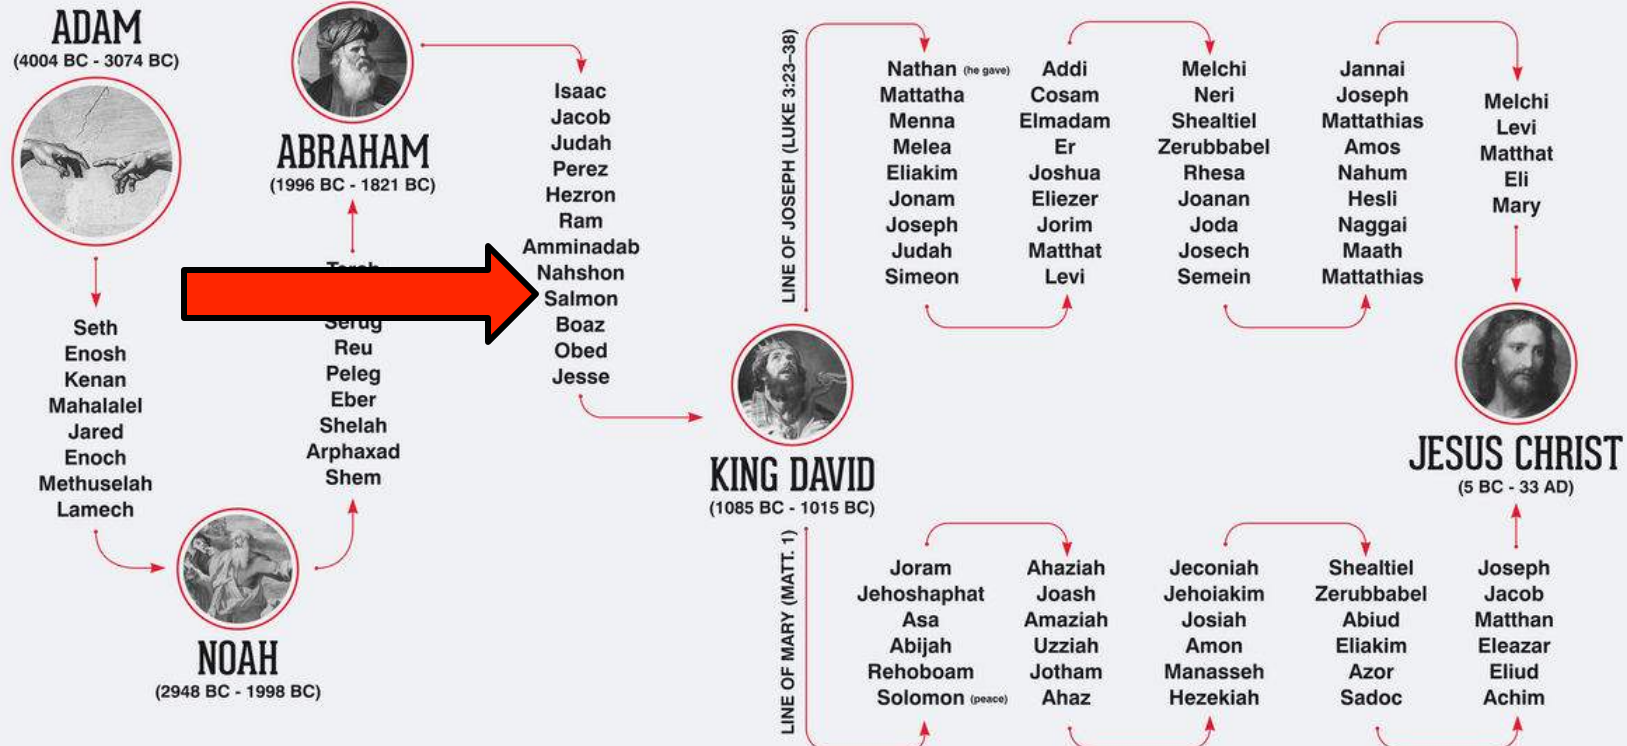 ADAM
(4004 BC - 3074 BC)
Seth
Enosh
Kenan
Mahalalel
Jared
Enoch
Methuselah
Lamech
NOAH
(2948 BC - 1998 BC)
Serug
Reu
Peleg
Eber
Shelah
Arphaxad
Shem
ABRAHAM
(1996 BC - 1821 BC)
Isaac
Jacob
Judah
Perez
Hezron
Ram
Amminadab
Nahshon
Salmon
Boaz
Obed
Jesse
KING DAVID
(1085 BC - 1015 BC)
LINE OF JOSEPH (LUKE 3:23–38)
Nathan (he gave)
Mattatha
Menna
Melea
Eliakim
Jonam
Joseph
Judah
Simeon
Addi
Cosam
Elmadam
Er
Joshua
Eliezer
Jorim
Matthat
Levi
Melchi
Neri
Shealtiel
Zerubbabel
Rhesa
Joanan
Joda
Josech
Semein
Jannai
Joseph
Mattathias
Amos
Nahum
Hesli
Naggai
Maath
Mattathias
Melchi
Levi
Matthat
Eli
Mary
LINE OF MARY (MATT. 1)
Joram
Jehoshaphat
Asa
Abijah
Rehoboam
Solomon (peace)
Ahaziah
Joash
Amaziah
Uzziah
Jotham
Ahaz
Jeconiah
Jehoiakim
Josiah
Amon
Manasseh
Hezekiah
Shealtiel
Zerubbabel
Abiud
Eliakim
Azor
Sadoc
Joseph
Jacob
Matthan
Eleazar
Eliud
Achim
JESUS CHRIST
(5 BC - 33 AD)